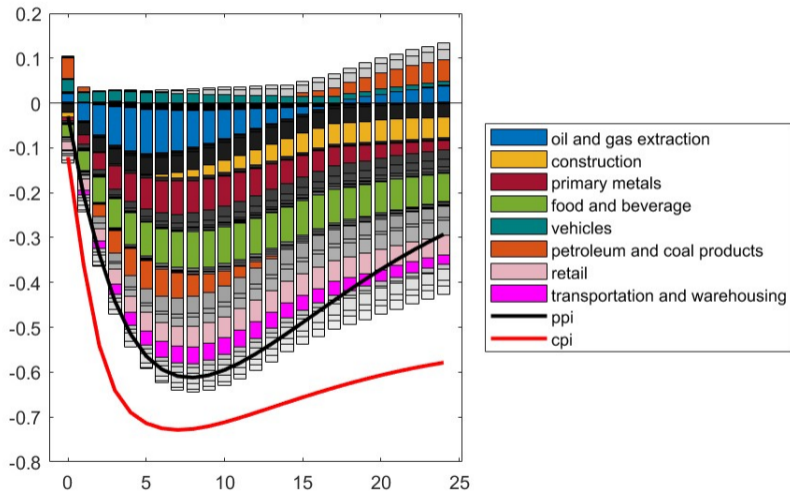 0.2
0.1
0
-0.1
-0.2
-0.3
-0.4
-0.5
-0.6
-0.7
-0.8
0 5 10 15 20 25
oil and gas extraction
construction
primary metals
food and beverage
vehicles
petroleum and coal products
retail
transportation and warehousing
ppi
cpi